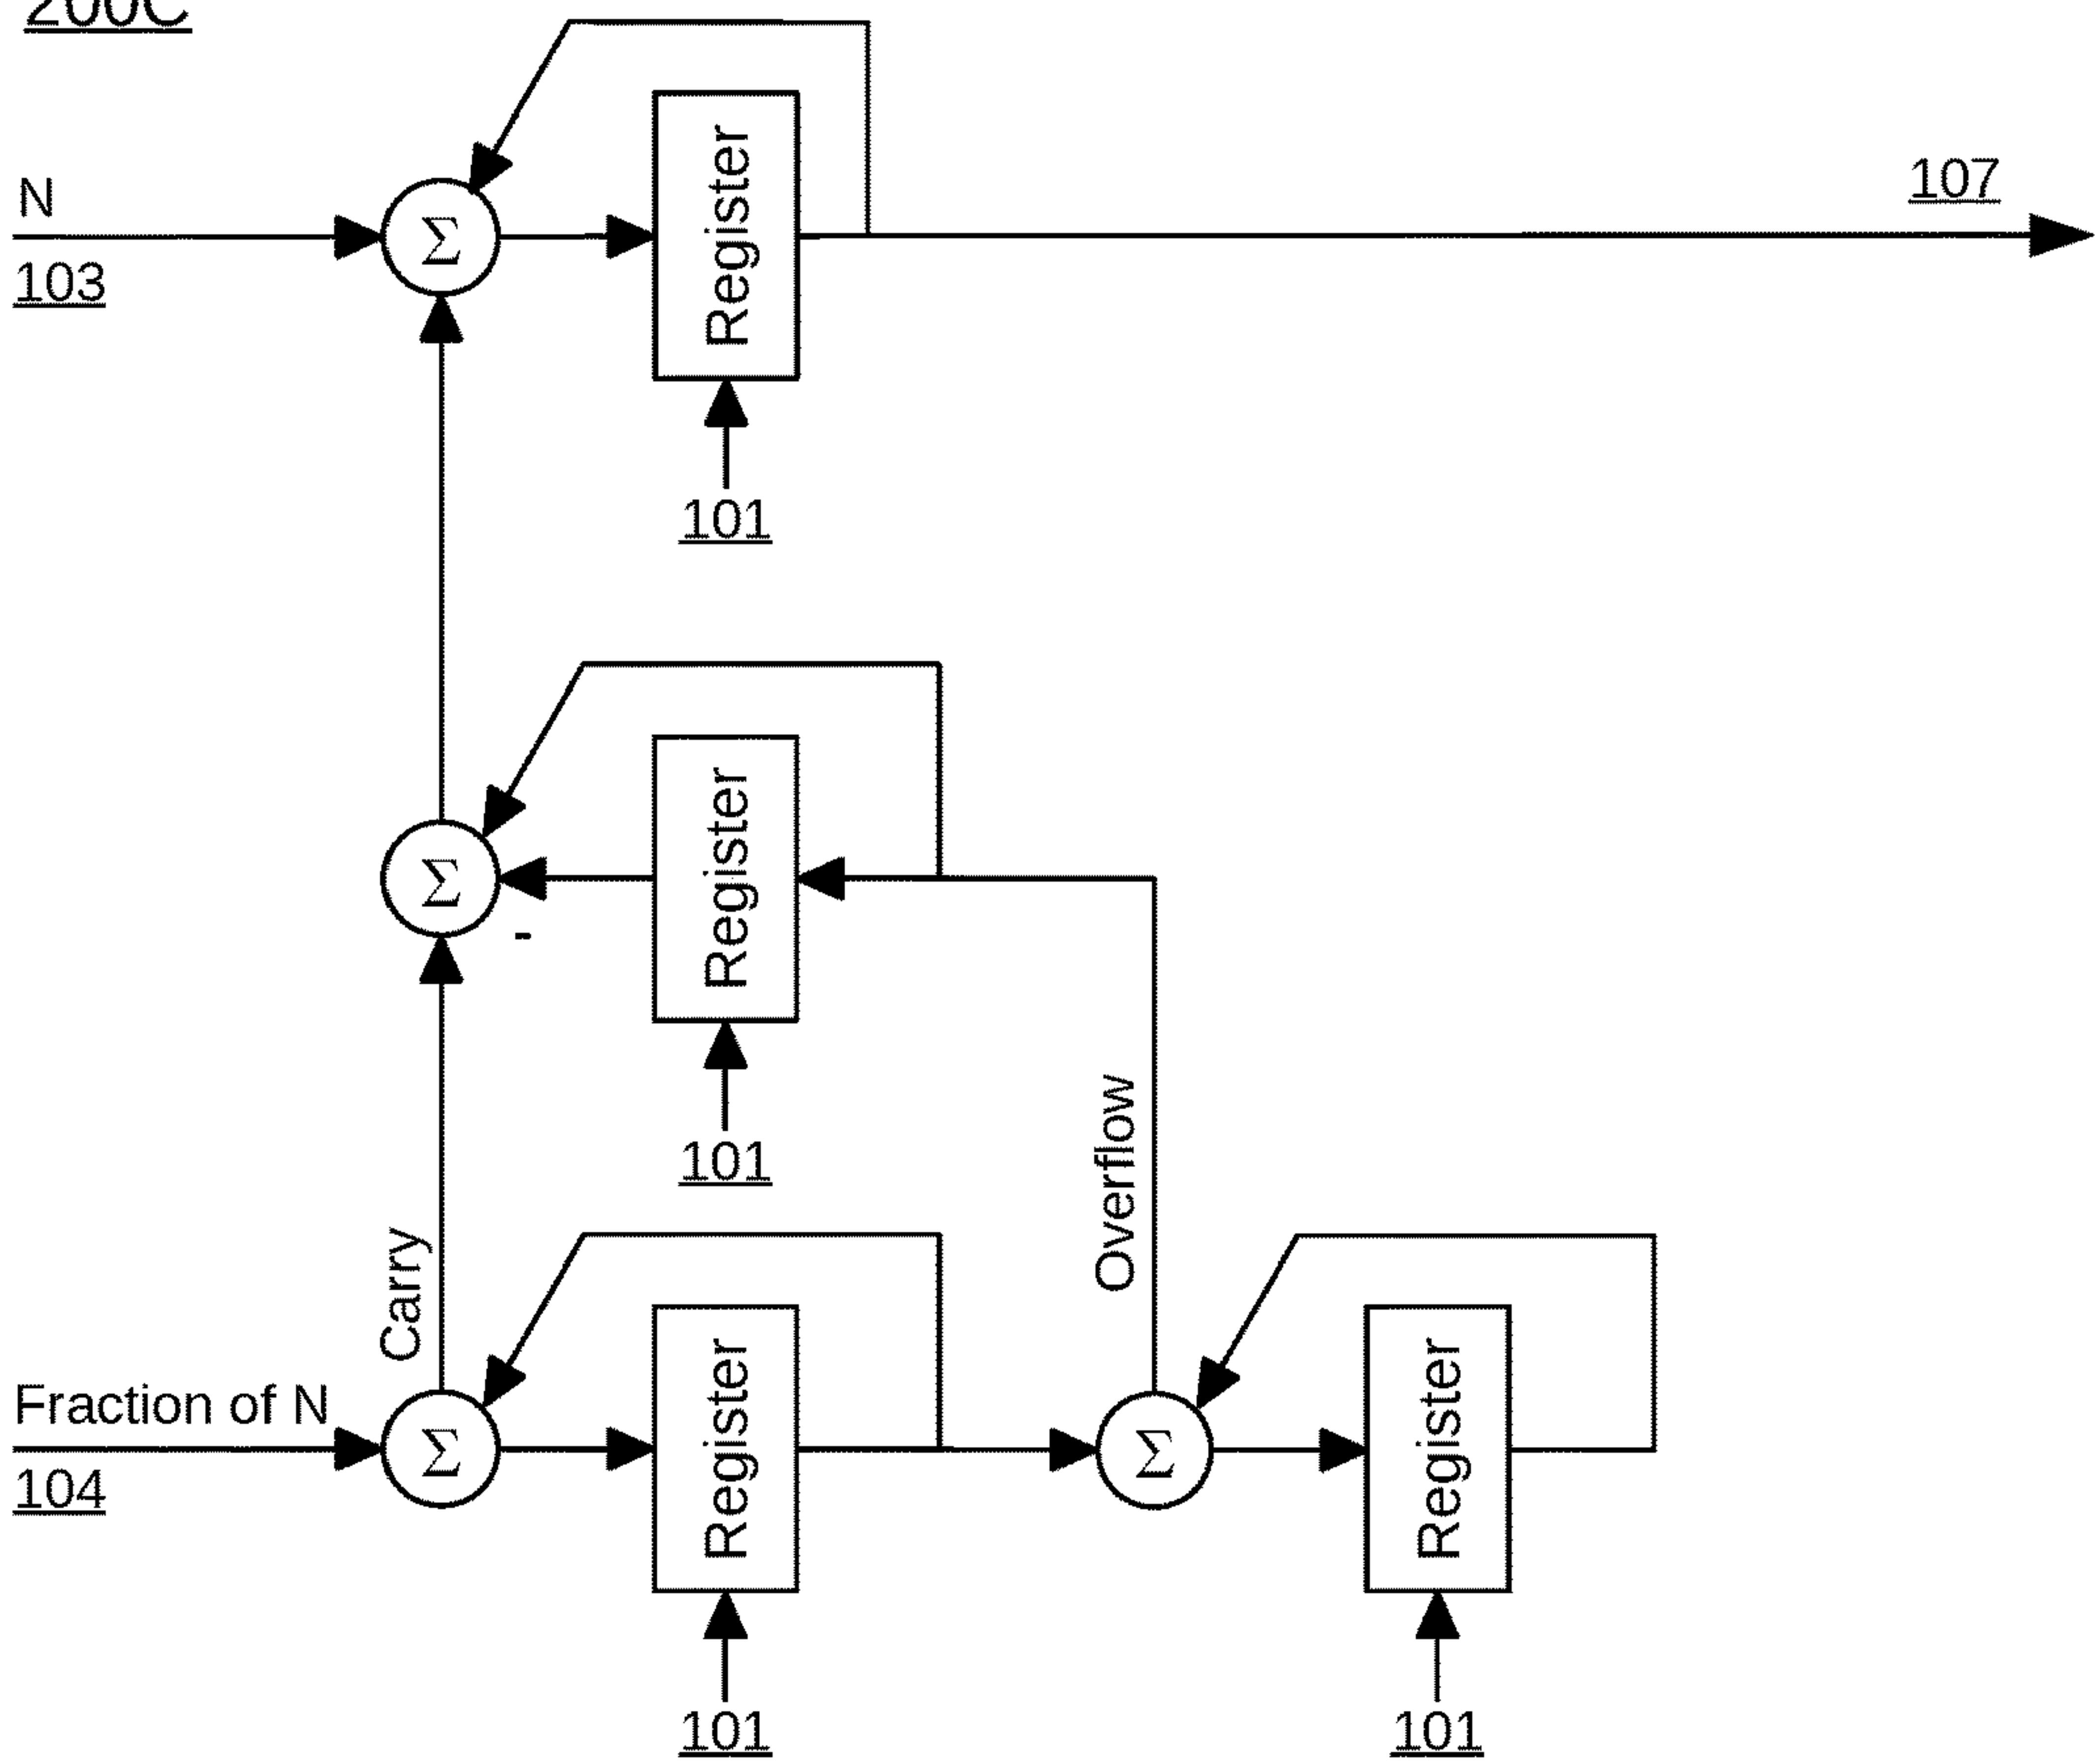 200C
N
103
Σ
Register
107
101
Σ
Register
-
101
Carry
Overflow
Fraction of N
104
Σ
Register
Σ
Register
101
101